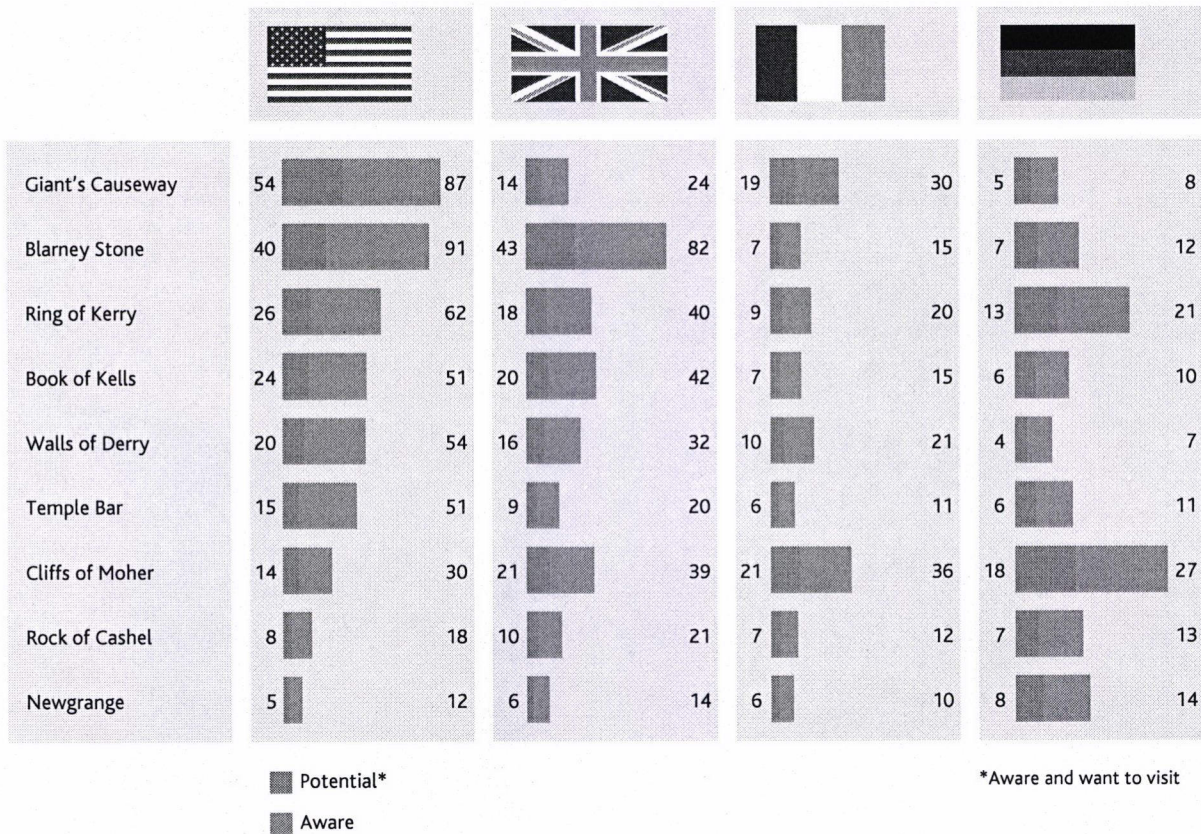 Giant's Causeway 54 87 14 24 19 30 5 8
Blarney Stone 40 91 43 82 7 15 7 12
Ring of Kerry 26 62 18 40 9 20 13 21
Book of Kells 24 51 20 42 7 15 6 10
Walls of Derry 20 54 16 32 10 21 4 7
Temple Bar 15 51 9 20 6 11 6 11
Cliffs of Moher 14 30 21 39 21 36 18 27
Rock of Cashel 8 18 10 21 7 12 7 13
Newgrange 5 12 6 14 6 10 8 14
Potential* *Aware and want to visit
Aware